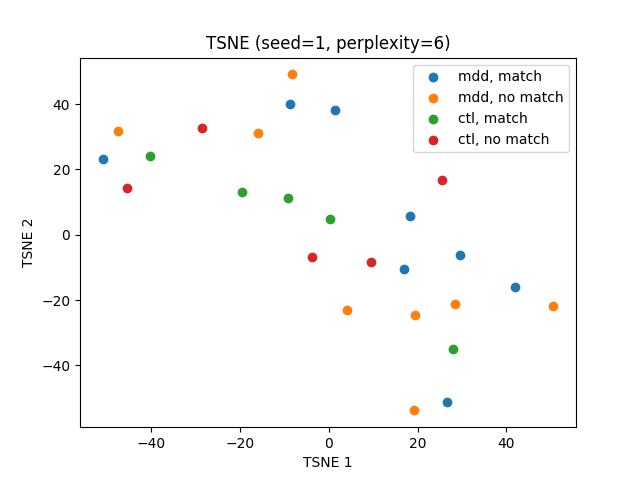 TSNE (seed=1, perplexity=6)
mdd, match
mdd, no match
ctl, match
ctl, no match
40
20
0
−20
−40
TSNE 2
−40
−20
0
20
40
TSNE 1